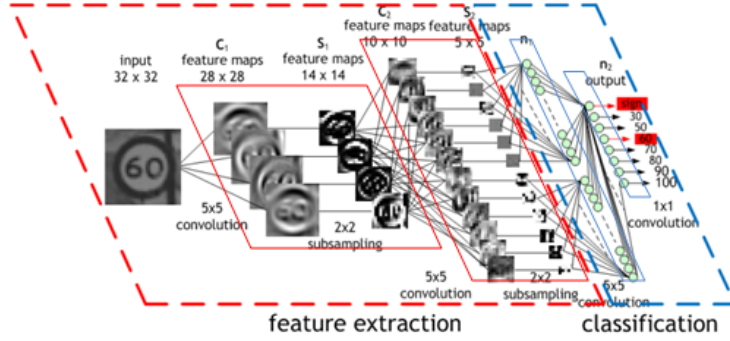 input
32 x 32
C₁
feature maps
28 x 28
S₁
feature maps
14 x 14
C₂
feature maps
10 x 10
S₂
feature maps
5 x 5
n₁
n₂
output
60
sign
30
50
60
70
80
90
100
5x5
convolution
2x2
subsampling
5x5
convolution
2x2
subsampling
5x5
convolution
1x1
convolution
feature extraction
classification